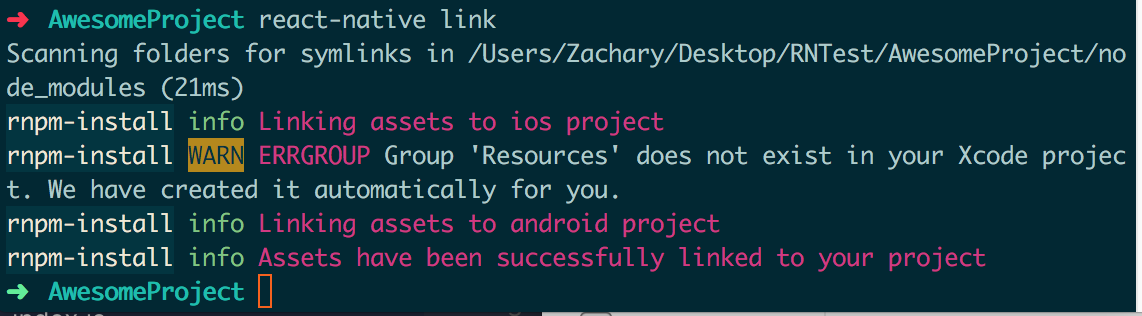 ➜ AwesomeProject react-native link
Scanning folders for symlinks in /Users/Zachary/Desktop/RNTest/AwesomeProject/no
de_modules (21ms)
rnpm-install info Linking assets to ios project
rnpm-install WARN ERRGROUP Group 'Resources' does not exist in your Xcode projec
t. We have created it automatically for you.
rnpm-install info Linking assets to android project
rnpm-install info Assets have been successfully linked to your project
➜ AwesomeProject